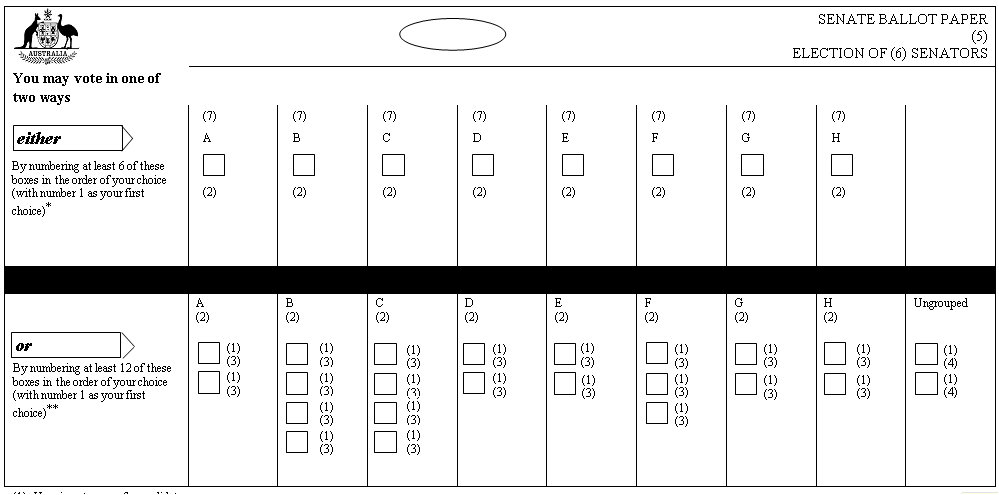 SENATE BALLOT PAPER
(5)
ELECTION OF (6) SENATORS
AUSTRALIA
You may vote in one of
two ways
either
By numbering at least 6 of these
boxes in the order of your choice
(with number 1 as your first
choice)*
(7) (7) (7) (7) (7) (7) (7) (7)
A B C D E F G H
(2) (2) (2) (2) (2) (2) (2) (2)
or
By numbering at least 12 of these
boxes in the order of your choice
(with number 1 as your first
choice)**
A B C D E F G H Ungrouped
(2) (2) (2) (2) (2) (2) (2) (2)
(1) (1) (1) (1) (1) (1) (1) (1) (1)
(3) (3) (3) (3) (3) (3) (3) (3) (4)
(1) (1) (1) (1) (1) (1) (1) (1) (1)
(3) (3) (3) (3) (3) (3) (3) (3) (4)
(1) (1) (1)
(3) (3) (3)
(1) (1)
(3) (3)